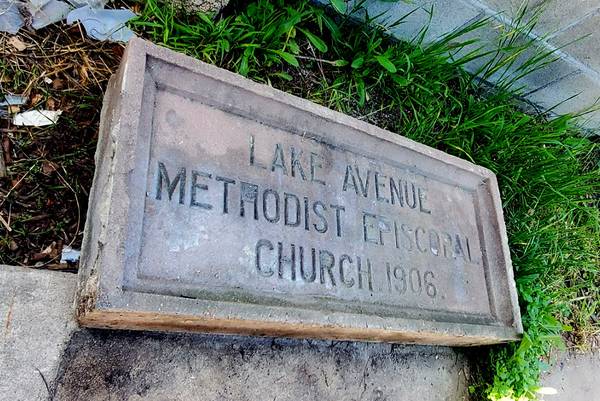 LAKE AVENUE
METHODIST EPISCOPAL
CHURCH.1906.